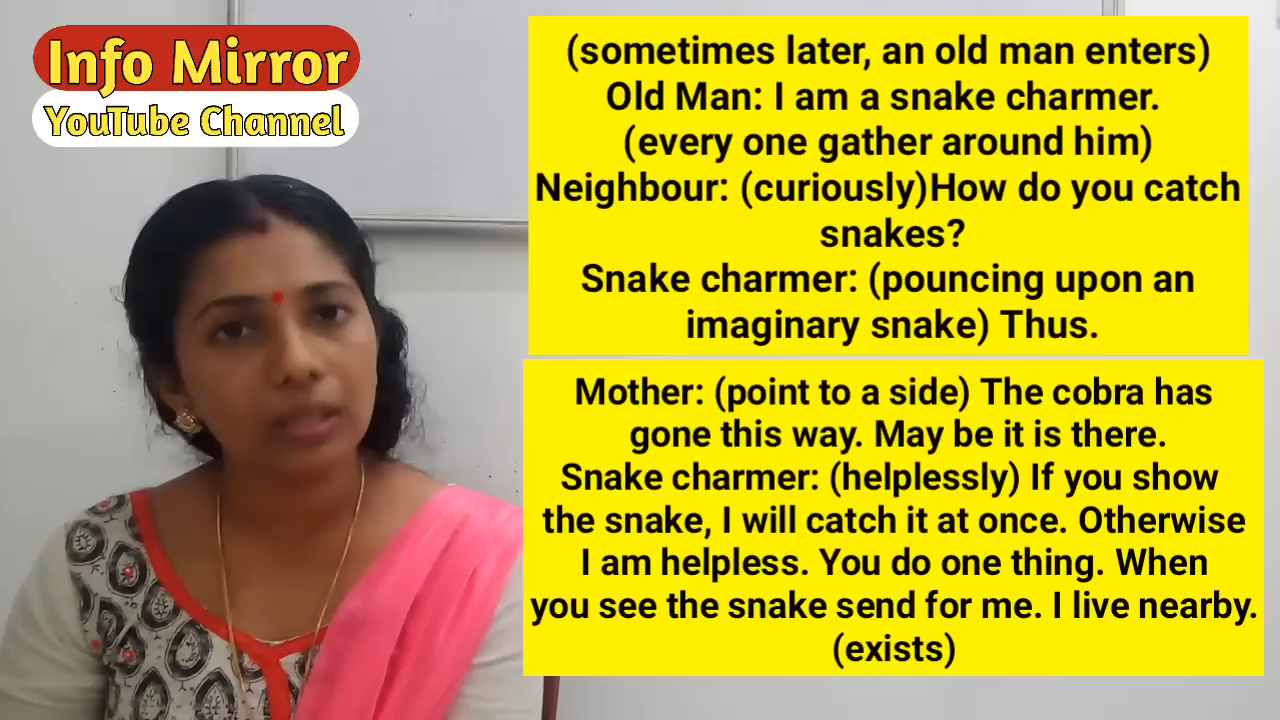 Info Mirror
YouTube Channel
(sometimes later, an old man enters)
Old Man: I am a snake charmer.
(every one gather around him)
Neighbour: (curiously)How do you catch
snakes?
Snake charmer: (pouncing upon an
imaginary snake) Thus.
Mother: (point to a side) The cobra has
gone this way. May be it is there.
Snake charmer: (helplessly) If you show
the snake, I will catch it at once. Otherwise
I am helpless. You do one thing. When
you see the snake send for me. I live nearby.
(exists)